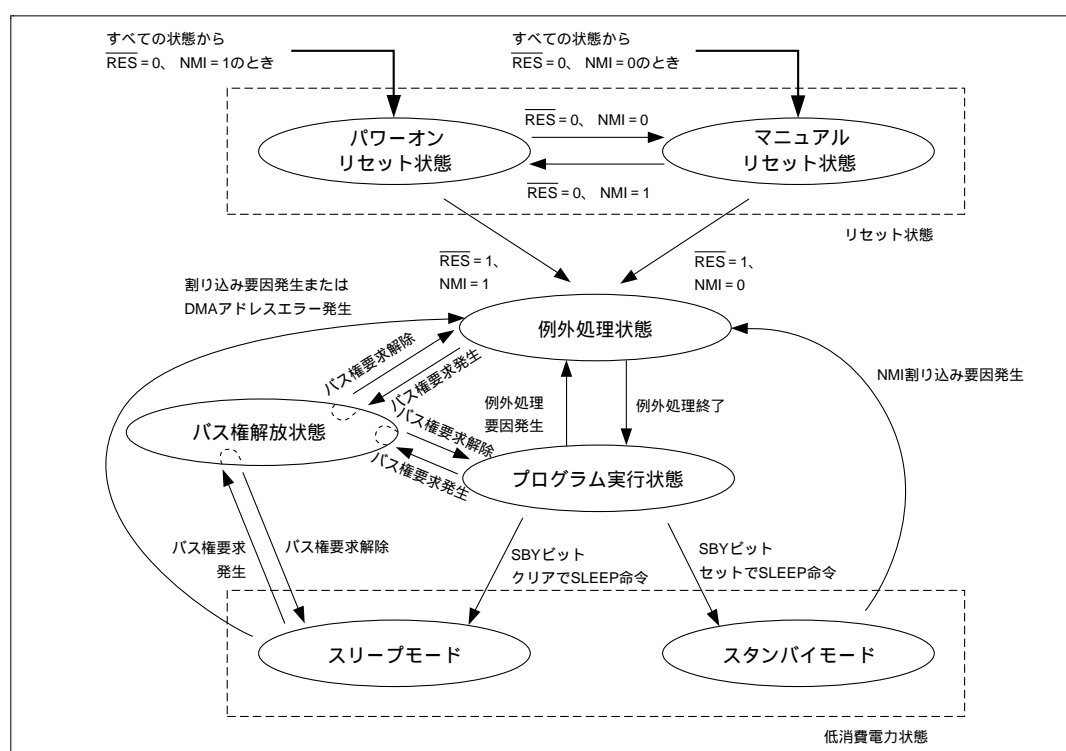 すべての状態から
RES = 0、 NMI = 1のとき
すべての状態から
RES = 0、 NMI = 0のとき
パワーオン
リセット状態
RES = 0、 NMI = 0
RES = 0、 NMI = 1
マニュアル
リセット状態
リセット状態
RES = 1、
NMI = 1
RES = 1、
NMI = 0
割り込み要因発生または
DMAアドレスエラー発生
例外処理状態
バス権要求解除
バス権要求発生
NMI割り込み要因発生
例外処理
要因発生
例外処理終了
バス権解放状態
バス権要求解除
バス権要求発生
プログラム実行状態
バス権要求
発生
バス権要求解除
SBYビット
クリアでSLEEP命令
SBYビット
セットでSLEEP命令
スリープモード
スタンバイモード
低消費電力状態